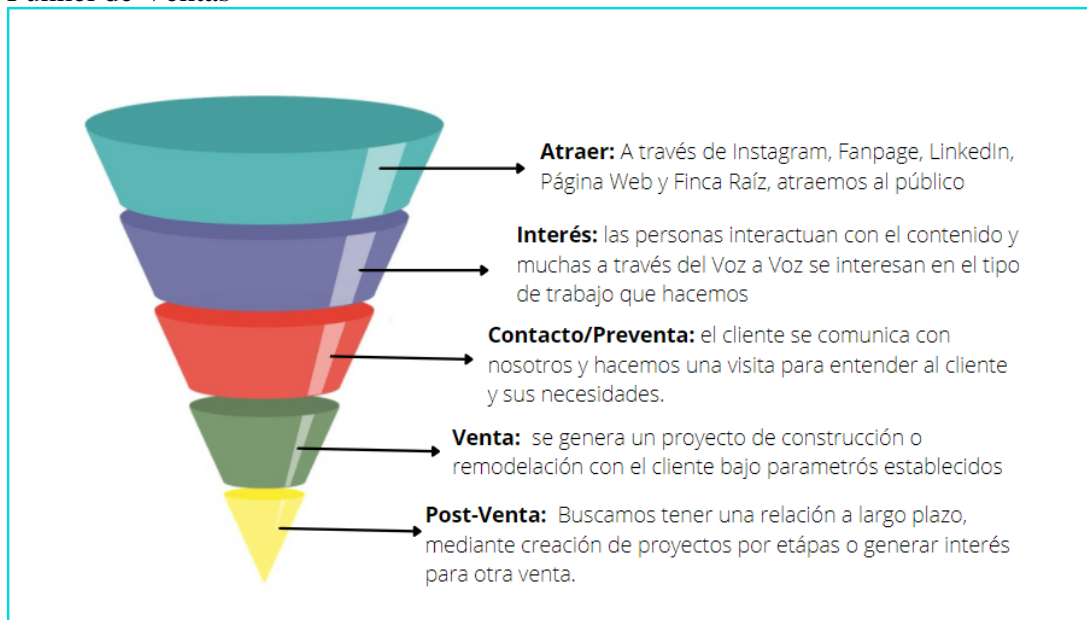 Funnel de Ventas
Atraer: A través de Instagram, Fanpage, LinkedIn,
Página Web y Finca Raíz, atraemos al público
Interés: las personas interactuan con el contenido y
muchas a través del Voz a Voz se interesan en el tipo
de trabajo que hacemos
Contacto/Preventa: el cliente se comunica con
nosotros y hacemos una visita para entender al cliente
y sus necesidades.
Venta: se genera un proyecto de construcción o
remodelación con el cliente bajo parametrós establecidos
Post-Venta: Buscamos tener una relación a largo plazo,
mediante creación de proyectos por etápas o generar interés
para otra venta.